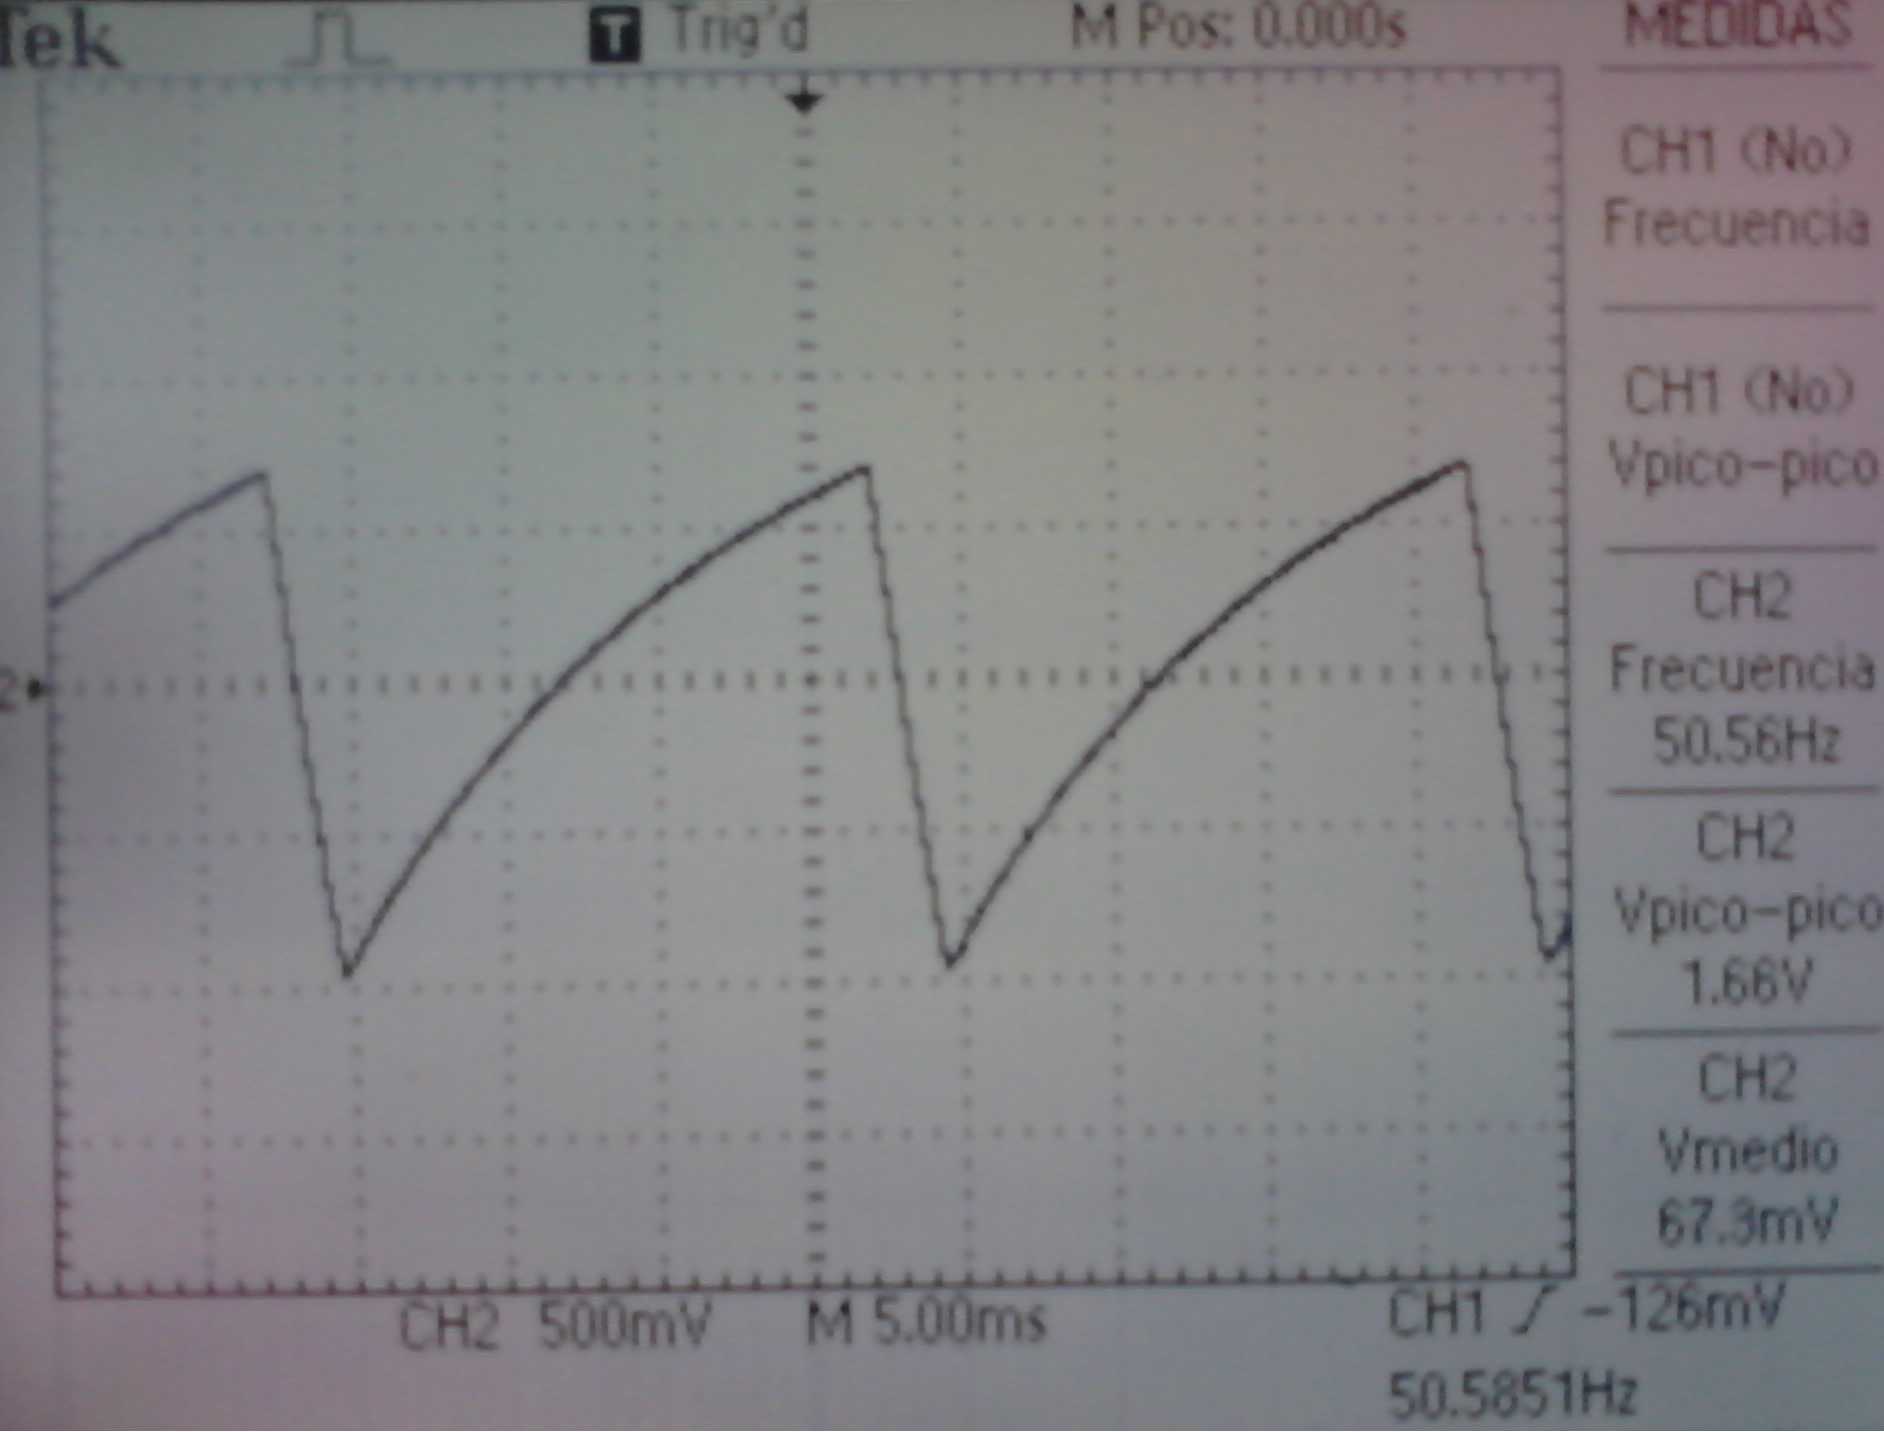 Tek T Trig'd M Pos: 0.000s MEDIDAS
CH1 (No)
Frecuencia
CH1 (No)
Vpico-pico
CH2
Frecuencia
50.56Hz
CH2
Vpico-pico
1.66V
CH2
Vmedio
67.3mV
2
CH2 500mV M 5.00ms CH1 -126mV
50.5851Hz